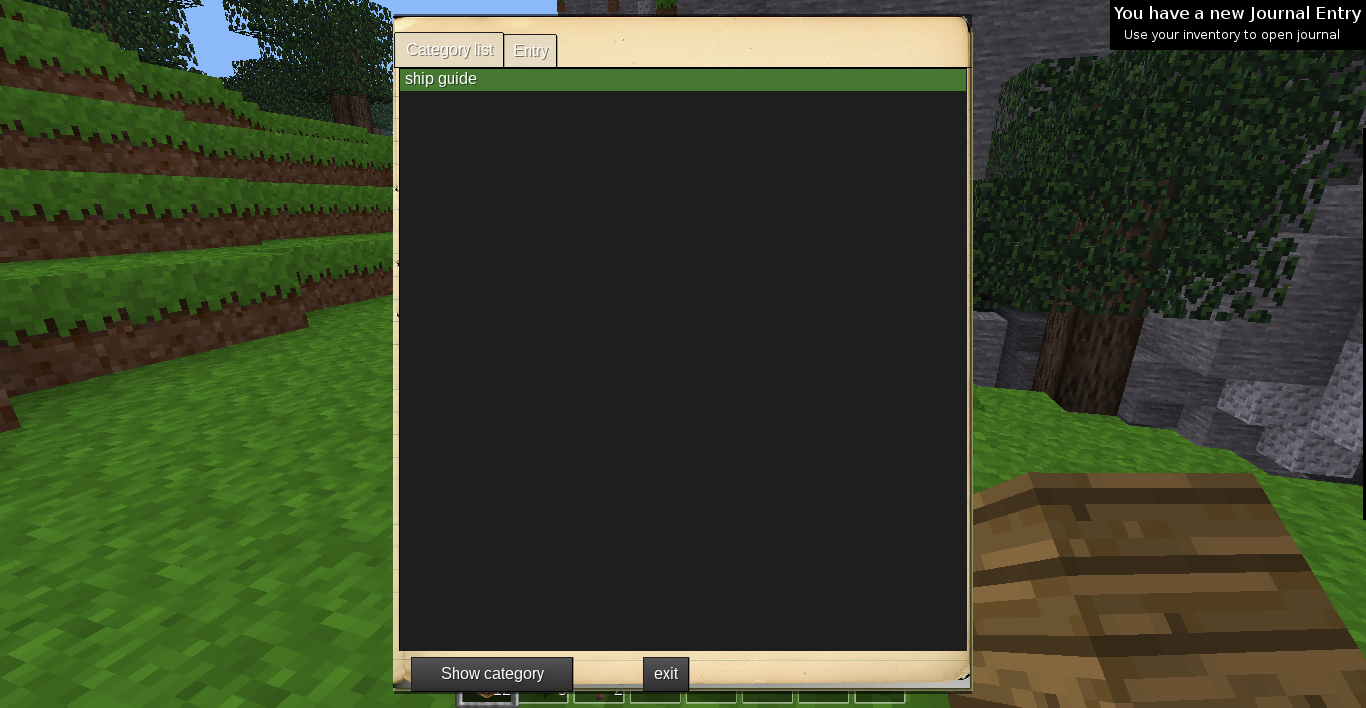 You have a new Journal Entry
Use your inventory to open journal
Category list
Entry
ship guide
Show category
exit